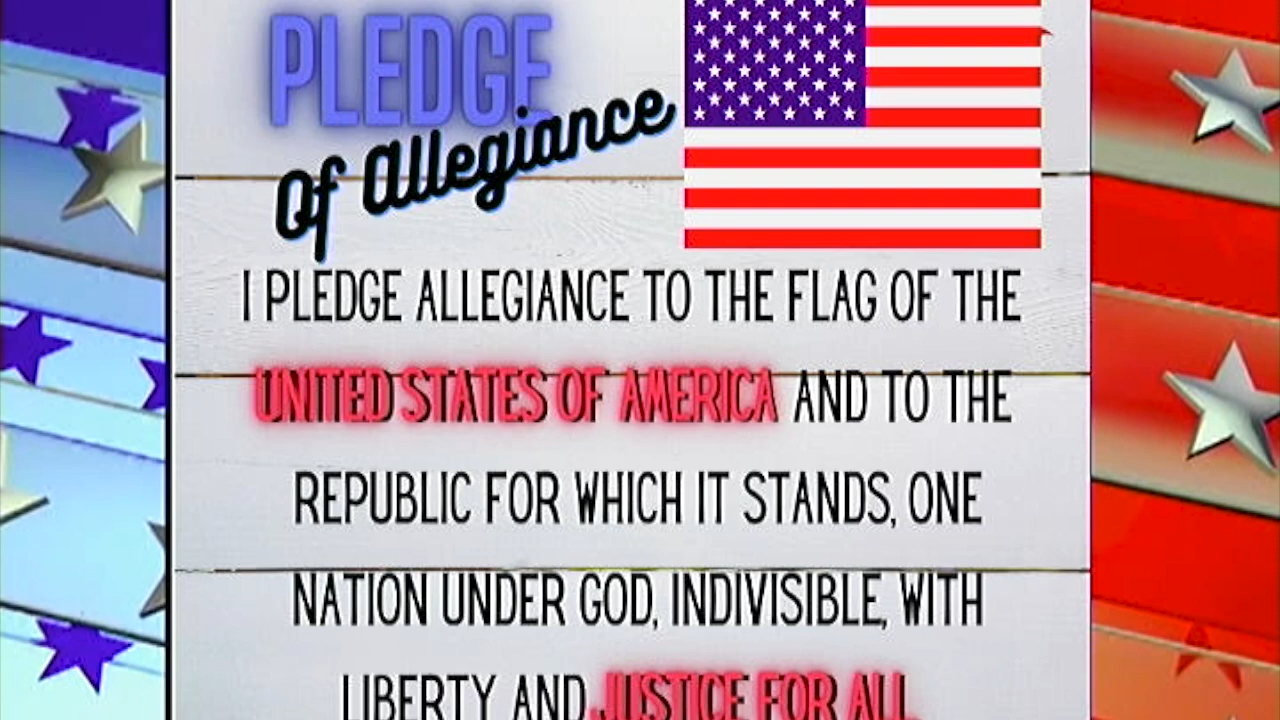 PLEDGE
Of Allegiance
I PLEDGE ALLEGIANCE TO THE FLAG OF THE
UNITED STATES OF AMERICA AND TO THE
REPUBLIC FOR WHICH IT STANDS, ONE
NATION UNDER GOD, INDIVISIBLE, WITH
LIBERTY AND JUSTICE FOR ALL